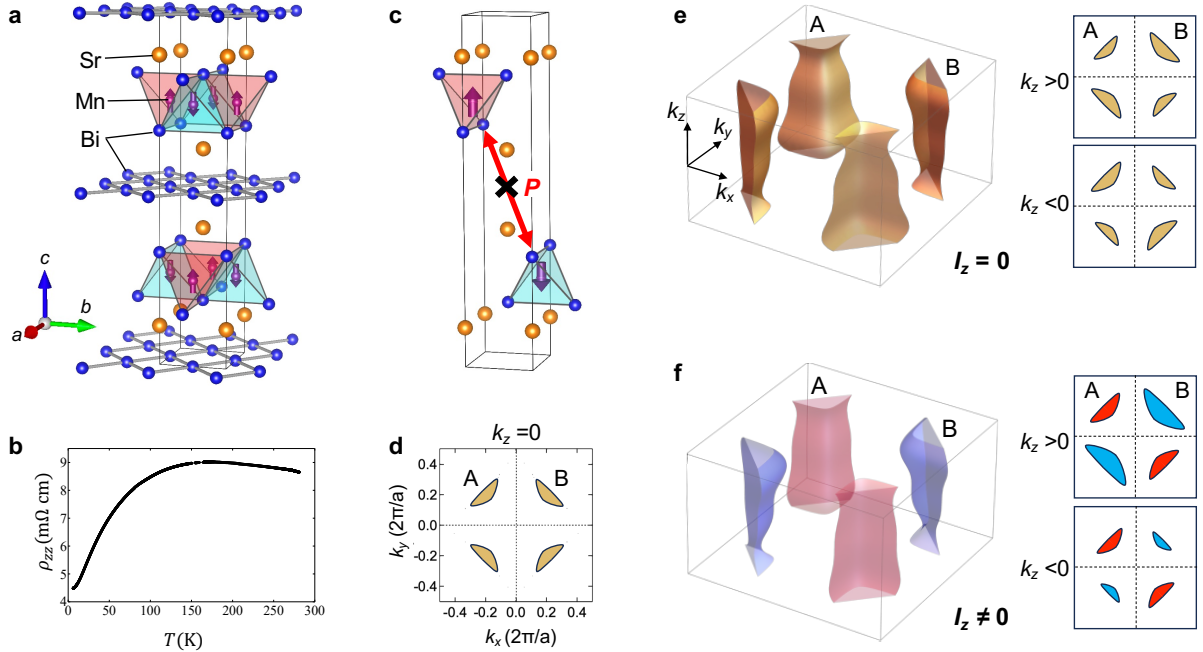 a
Sr
Mn
Bi
c
b
a
b
ρzz (mΩ cm)
9
8
7
6
5
4
0
50
100
150
200
250
300
T(K)
c
P
d
kz =0
A
B
ky (2π/a)
0.4
0.2
0.0
-0.2
-0.4
-0.4
-0.2
0.0
0.2
0.4
kx (2π/a)
e
A
B
kz
ky
kx
Iz = 0
A
B
kz >0
kz <0
f
A
B
Iz ≠ 0
A
B
kz >0
kz <0